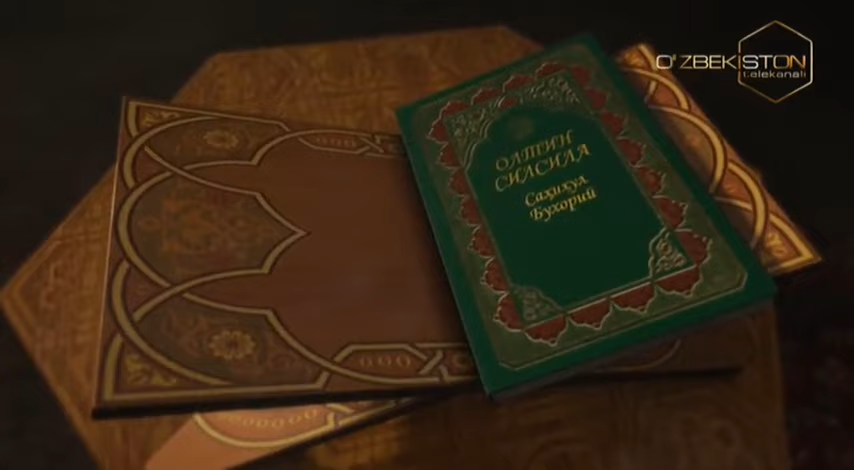 O'ZBEKISTON
telekanali
ОЛТИН
СИЛСИЛА
Саҳиҳул
Бухорий